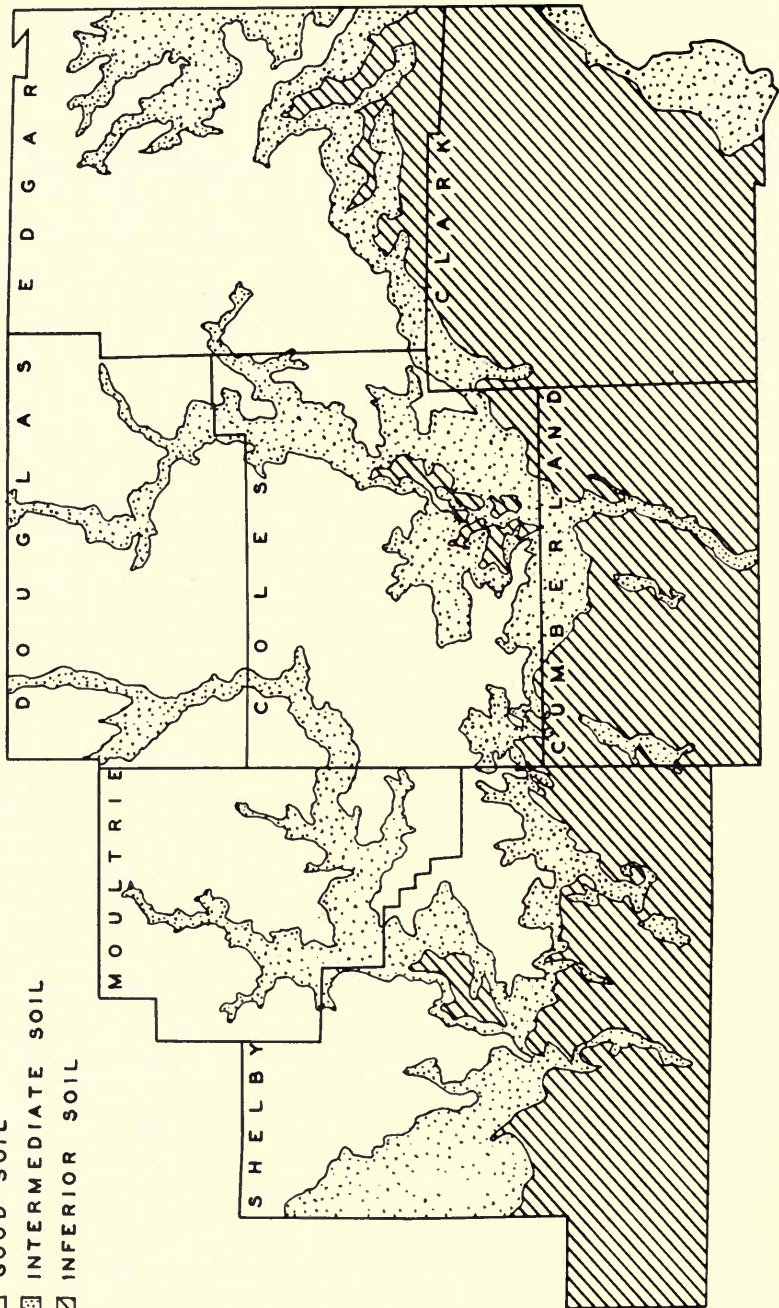 GOOD SOIL
INTERMEDIATE SOIL
INFERIOR SOIL
DOUGLAS
EDGAR
MOULTRIE
COLES
SHELBY
CLARK
CUMBERLAND